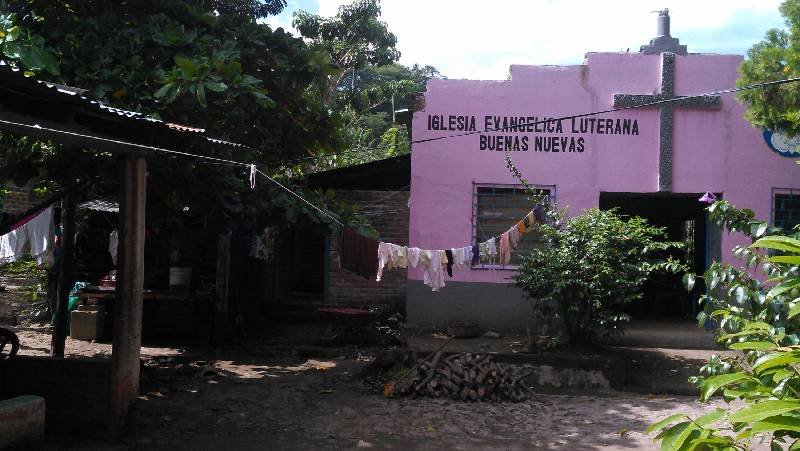 IGLESIA EVANGELICA LUTERANA
BUENAS NUEVAS